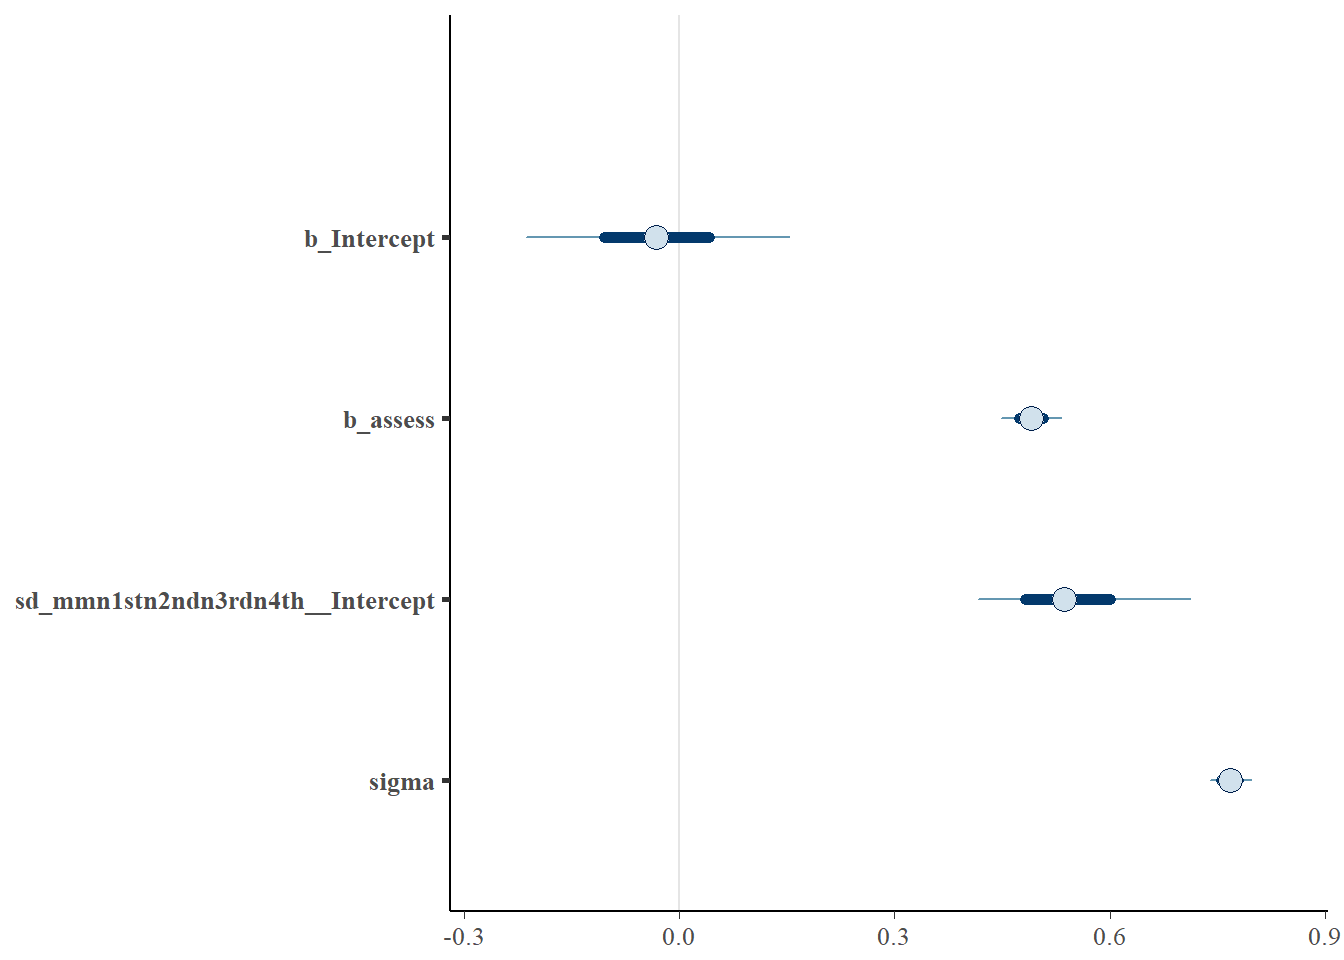 b_Intercept
b_assess
sd_mmn1stn2ndn3rdn4th__Intercept
sigma
-0.3 0.0 0.3 0.6 0.9